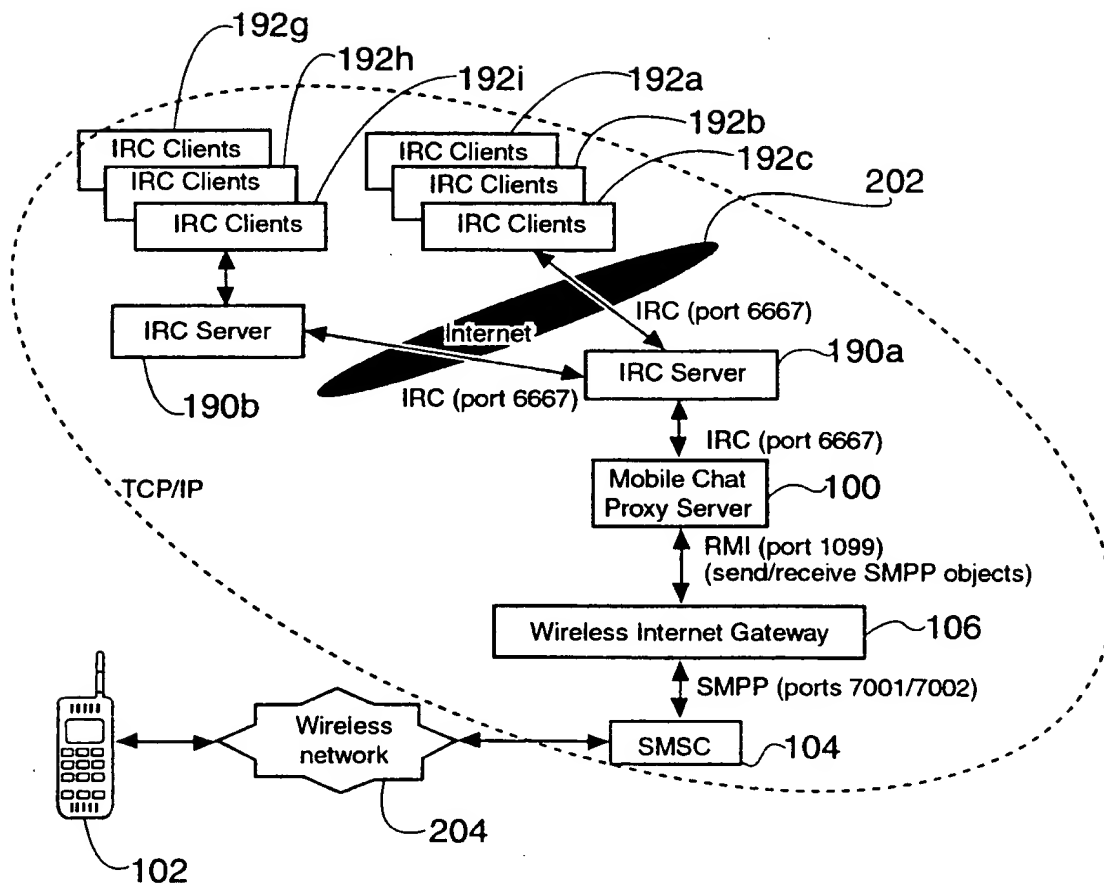 192g
192h
192i
192a
192b
192c
202
IRC Clients
IRC Clients
IRC Clients
IRC Clients
IRC Clients
IRC Clients
IRC (port 6667)
IRC Server
Internet
190a
IRC Server
IRC (port 6667)
190b
IRC (port 6667)
TCP/IP
Mobile Chat
Proxy Server
100
RMI (port 1099)
(send/receive SMPP objects)
Wireless Internet Gateway
106
SMPP (ports 7001/7002)
Wireless
network
SMSC
104
204
102